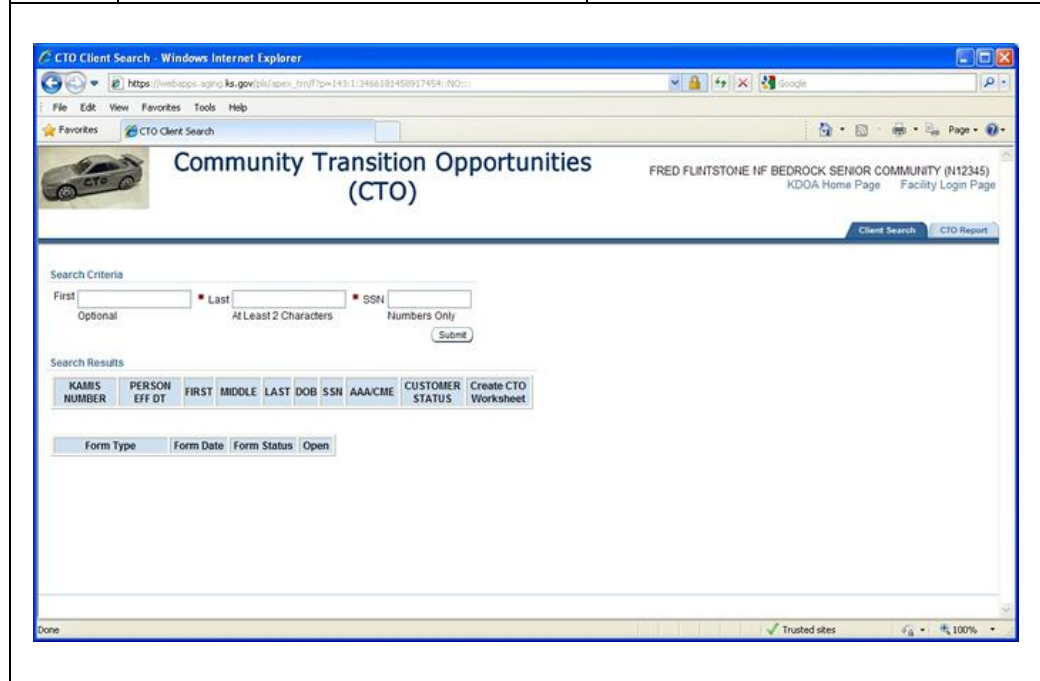 CTO Client Search - Windows Internet Explorer
Google
File Edit View Favorites Tools Help
Favorites CTO Client Search Page
CTO
Community Transition Opportunities
(CTO)
FRED FLINTSTONE NF BEDROCK SENIOR COMMUNITY (N12345)
KDOA Home Page Facility Login Page
Client Search CTO Report
Search Criteria
First * Last * SSN
Optional At Least 2 Characters Numbers Only
Submit
Search Results
KAMIS NUMBER PERSON EFF DT FIRST MIDDLE LAST DOB SSN AAA/CME CUSTOMER STATUS Create CTO Worksheet
Form Type Form Date Form Status Open
Done Trusted sites 100%